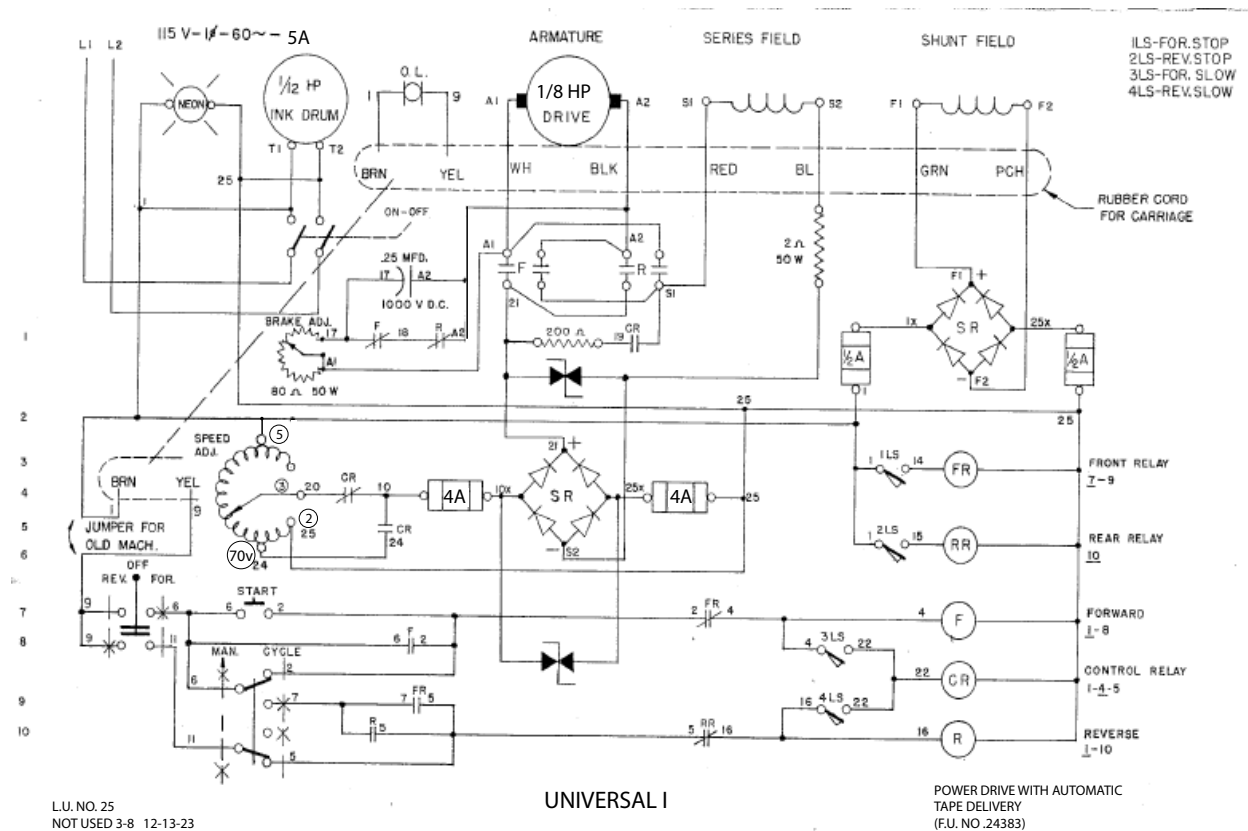 115 V-1ø-60~- 5A
L1 L2
NEON
1/12 HP
INK DRUM
T1 T2
O.L.
1 9
ARMATURE
A1 1/8 HP A2
DRIVE
SERIES FIELD
S1 S2
SHUNT FIELD
F1 F2
1LS-FOR.STOP
2LS-REV.STOP
3LS-FOR. SLOW
4LS-REV.SLOW
BRN YEL WH BLK RED BL GRN PCH
RUBBER CORD
FOR CARRIAGE
25
1
ON-OFF
.25 MFD.
17 A2
1000 V D.C.
A1 F A2 R
21 S1
2Ω
50W
F1 +
SR
- F2
1x 25x
½A ½A
1 25
1
BRAKE ADJ.
17 F 18 R A2
A1
80Ω 50W
200Ω 19 CR
2
25
SPEED
ADJ.
5
3
BRN YEL
1 9
4
3 20 CR 10 4A 10x SR 25x 4A 25
21 +
- S2
5
JUMPER FOR
OLD MACH.
2
25
CR
24
6
70v 24
1 1LS 14 FR FRONT RELAY
7-9
1 2LS 15 RR REAR RELAY
10
OFF
REV. FOR.
START
7
9 6 6 2 2 FR 4 4 F FORWARD
1-8
8
9 11 6 F 2 4 3LS 22
MAN. CYCLE
6 2
22 CR CONTROL RELAY
1-4-5
9
7 7 FR 5 16 4LS 22
10
11 R 5 5 RR 16 16 R REVERSE
1-10
5
L.U. NO. 25
NOT USED 3-8 12-13-23
UNIVERSAL I
POWER DRIVE WITH AUTOMATIC
TAPE DELIVERY
(F.U. NO .24383)